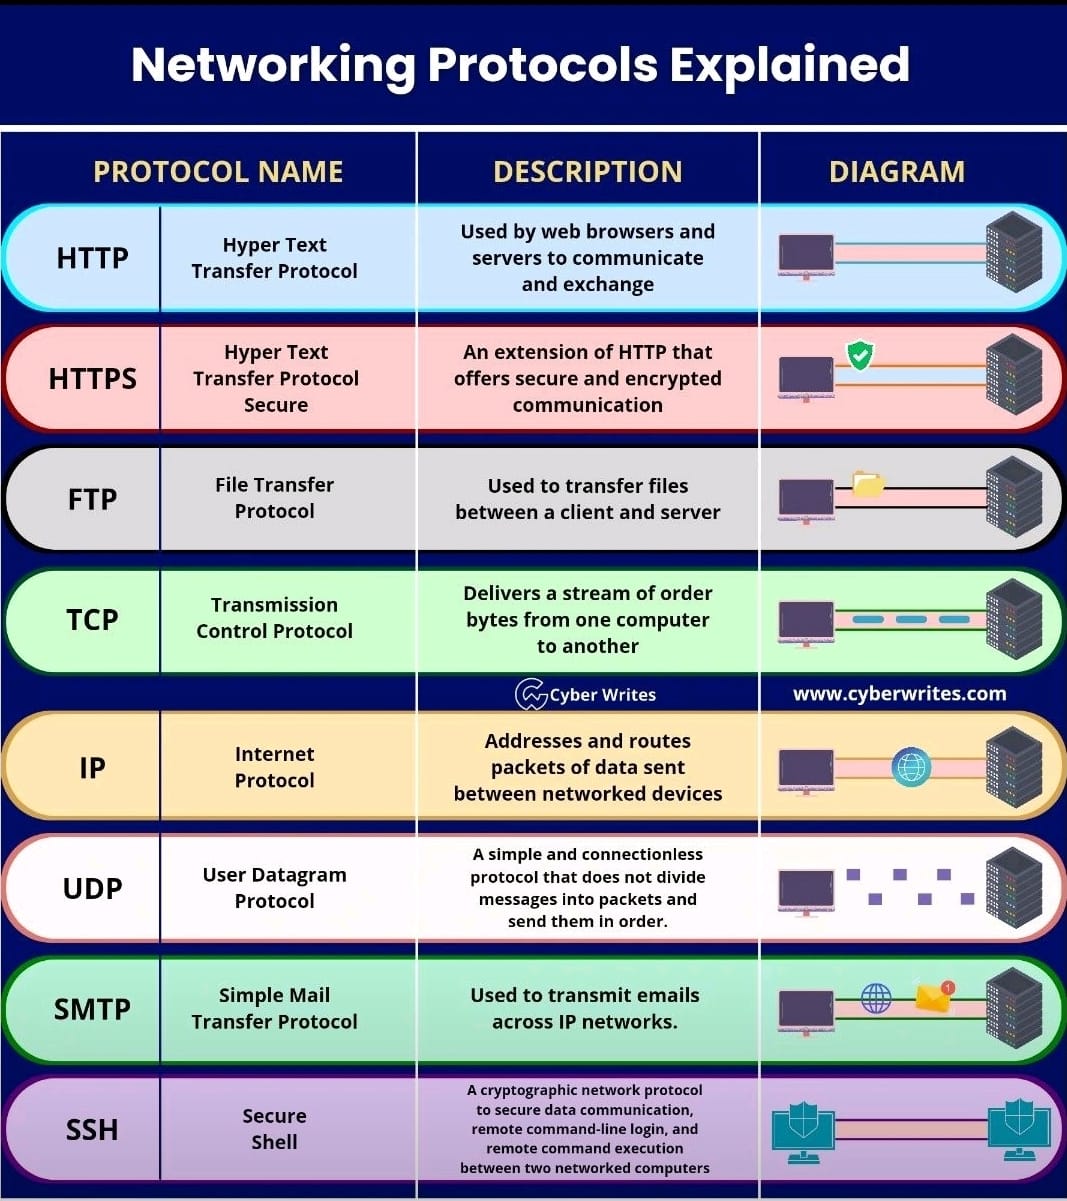 Networking Protocols Explained
PROTOCOL NAME
DESCRIPTION
DIAGRAM
HTTP
Hyper Text
Transfer Protocol
Used by web browsers and
servers to communicate
and exchange
HTTPS
Hyper Text
Transfer Protocol
Secure
An extension of HTTP that
offers secure and encrypted
communication
FTP
File Transfer
Protocol
Used to transfer files
between a client and server
TCP
Transmission
Control Protocol
Delivers a stream of order
bytes from one computer
to another
Cyber Writes
www.cyberwrites.com
IP
Internet
Protocol
Addresses and routes
packets of data sent
between networked devices
UDP
User Datagram
Protocol
A simple and connectionless
protocol that does not divide
messages into packets and
send them in order.
SMTP
Simple Mail
Transfer Protocol
Used to transmit emails
across IP networks.
1
SSH
Secure
Shell
A cryptographic network protocol
to secure data communication,
remote command-line login, and
remote command execution
between two networked computers